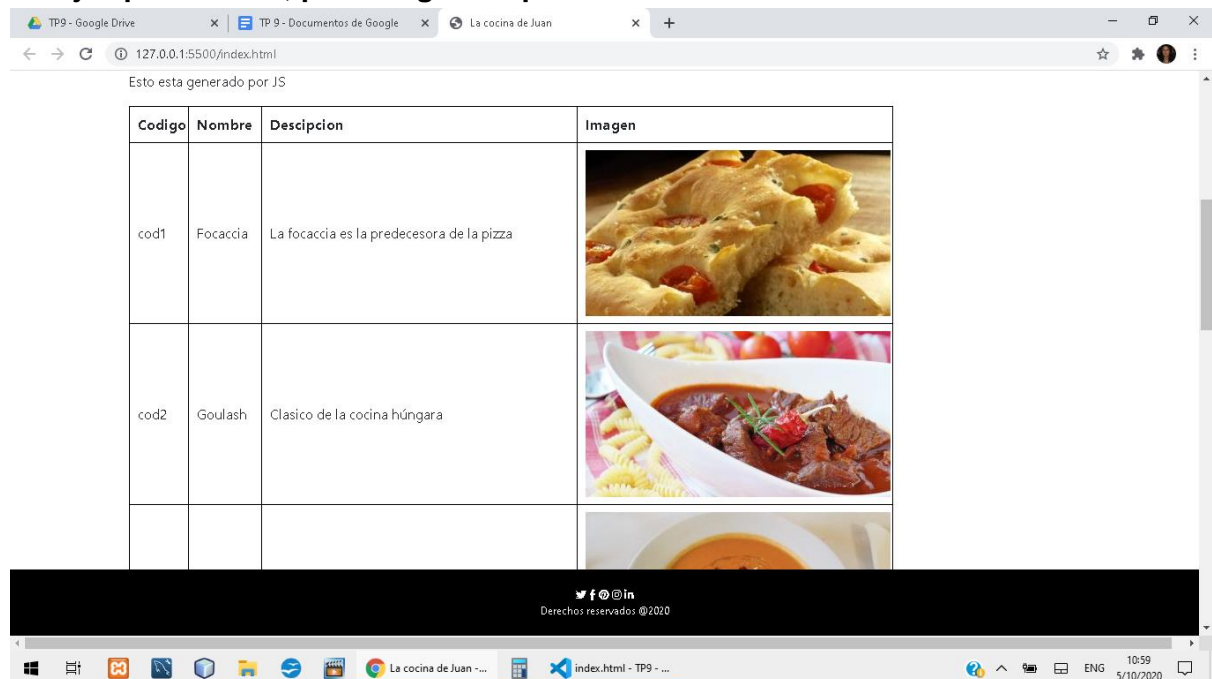 TP9 - Google Drive
TP 9 - Documentos de Google
La cocina de Juan
127.0.0.1:5500/index.html
Esto esta generado por JS
Codigo Nombre Descipcion Imagen
cod1 Focaccia La focaccia es la predecesora de la pizza
cod2 Goulash Clasico de la cocina húngara
Derechos reservados @2020
La cocina de Juan -... index.html - TP9 - ... ENG 10:59
5/10/2020